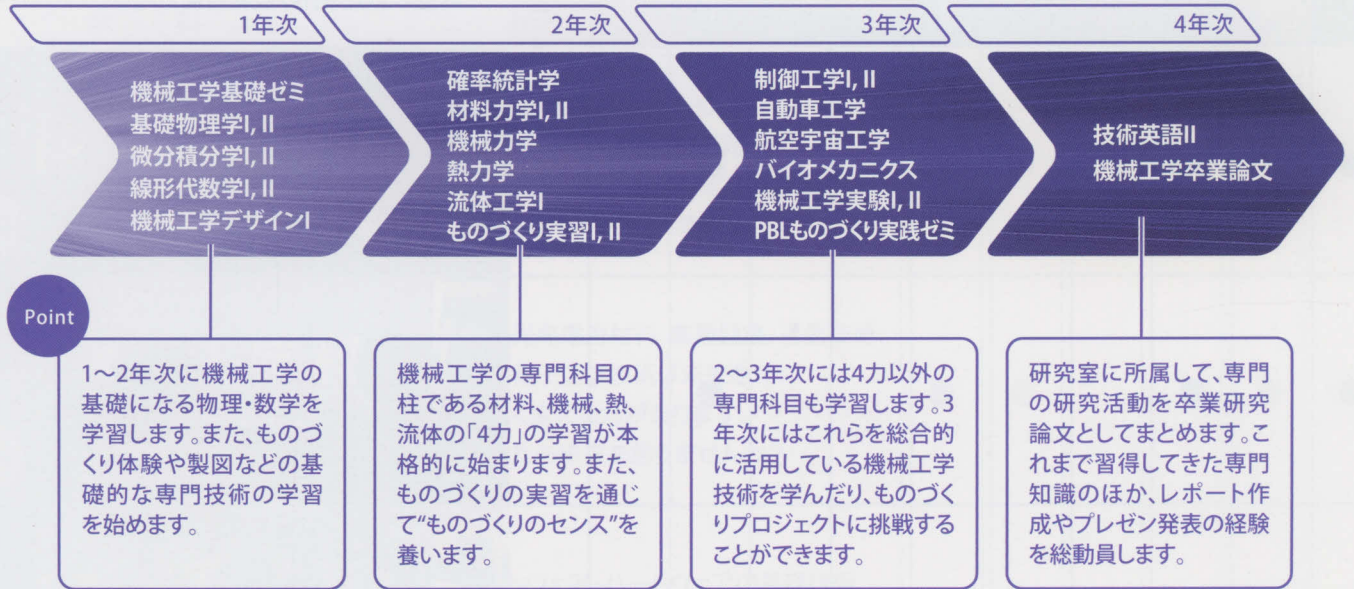 1年次
機械工学基礎ゼミ
基礎物理学I, II
微分積分学I, II
線形代数学I, II
機械工学デザインI
2年次
確率統計学
材料力学I, II
機械力学
熱力学
流体工学I
ものづくり実習I, II
3年次
制御工学I, II
自動車工学
航空宇宙工学
バイオメカニクス
機械工学実験I, II
PBLものづくり実践ゼミ
4年次
技術英語II
機械工学卒業論文
Point
1〜2年次に機械工学の
基礎になる物理・数学を
学習します。また、ものづ
くり体験や製図などの基
礎的な専門技術の学習
を始めます。
機械工学の専門科目の
柱である材料、機械、熱、
流体の「4力」の学習が本
格的に始まります。また、
ものづくりの実習を通じ
て“ものづくりのセンス”を
養います。
2〜3年次には4力以外の
専門科目も学習します。3
年次にはこれらを総合的
に活用している機械工学
技術を学んだり、ものづく
りプロジェクトに挑戦する
ことができます。
研究室に所属して、専門
の研究活動を卒業研究
論文としてまとめます。こ
れまで習得してきた専門
知識のほか、レポート作
成やプレゼン発表の経験
を総動員します。